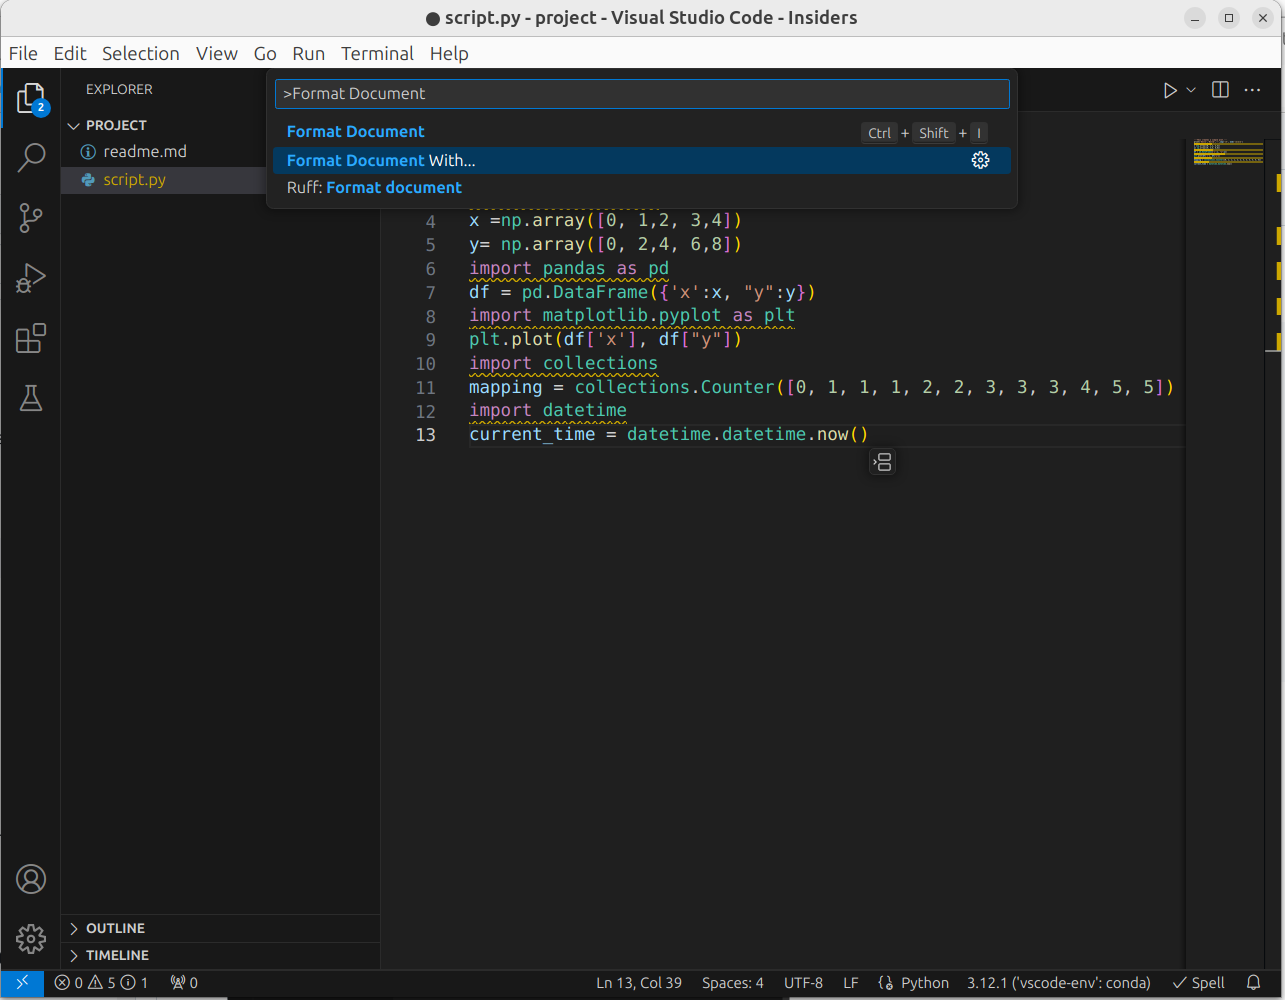 script.py - project - Visual Studio Code - Insiders
File Edit Selection View Go Run Terminal Help
EXPLORER
>Format Document
PROJECT
Format Document Ctrl + Shift + I
readme.md
Format Document With...
script.py
Ruff: Format document
2
4 x =np.array([0, 1,2, 3,4])
5 y= np.array([0, 2,4, 6,8])
6 import pandas as pd
7 df = pd.DataFrame({'x':x, "y":y})
8 import matplotlib.pyplot as plt
9 plt.plot(df['x'], df["y"])
10 import collections
11 mapping = collections.Counter([0, 1, 1, 1, 2, 2, 3, 3, 3, 4, 5, 5])
12 import datetime
13 current_time = datetime.datetime.now()
OUTLINE
TIMELINE
0 5 1 0 Ln 13, Col 39 Spaces: 4 UTF-8 LF Python 3.12.1 ('vscode-env': conda) Spell